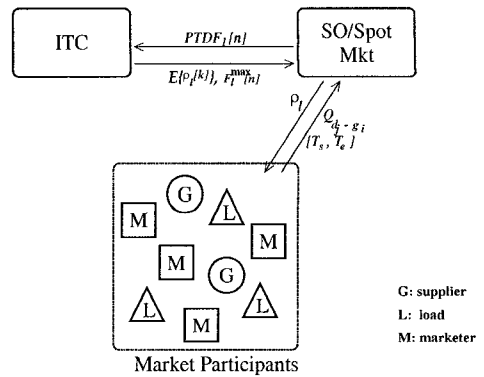 ITC
PTDF_l [n]
E{ρ_l [k]}, F_l^max [n]
SO/Spot
Mkt
ρ_l
Q_{d_j - g_i}
[T_s, T_e]
G
L
M
M
M
G
L
L
M
G: supplier
L: load
M: marketer
Market Participants